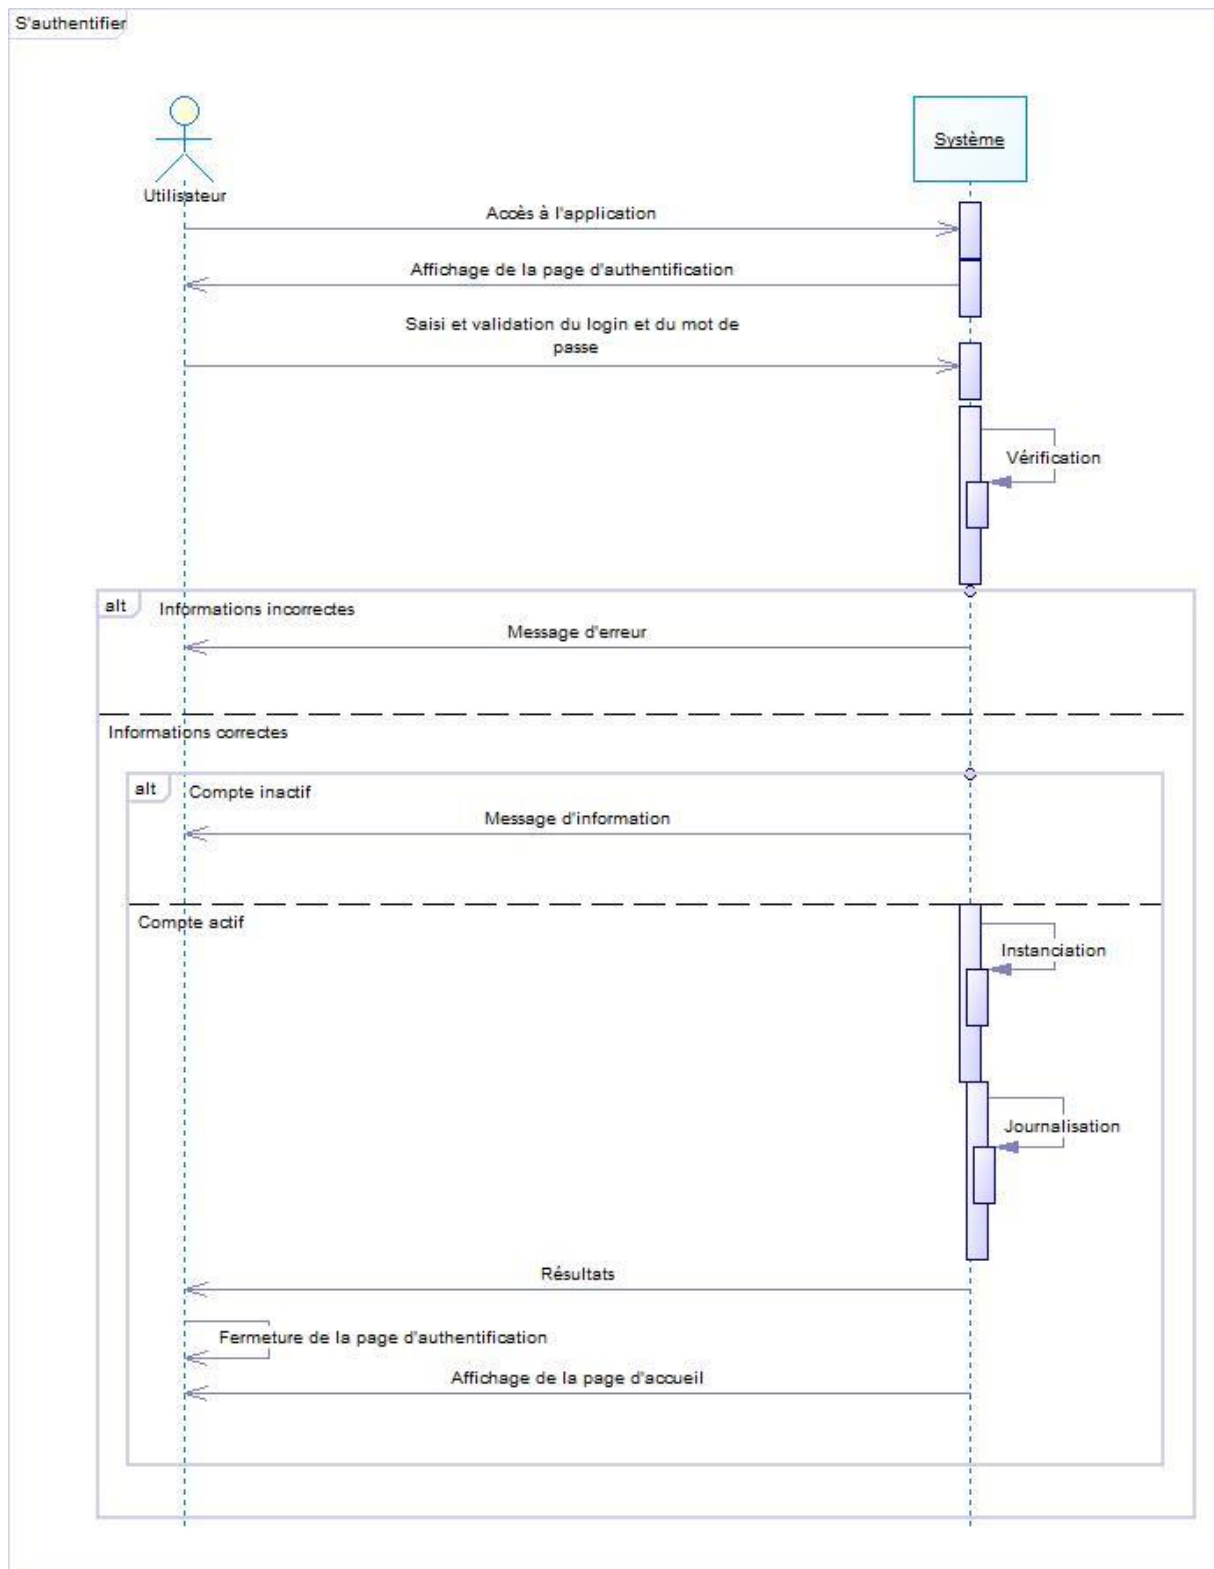 S'authentifier
Système
Utilisateur
Accès à l'application
Affichage de la page d'authentification
Saisi et validation du login et du mot de
passe
Vérification
alt
Informations incorrectes
Message d'erreur
Informations correctes
alt
Compte inactif
Message d'information
Compte actif
Instanciation
Journalisation
Résultats
Fermeture de la page d'authentification
Affichage de la page d'accueil